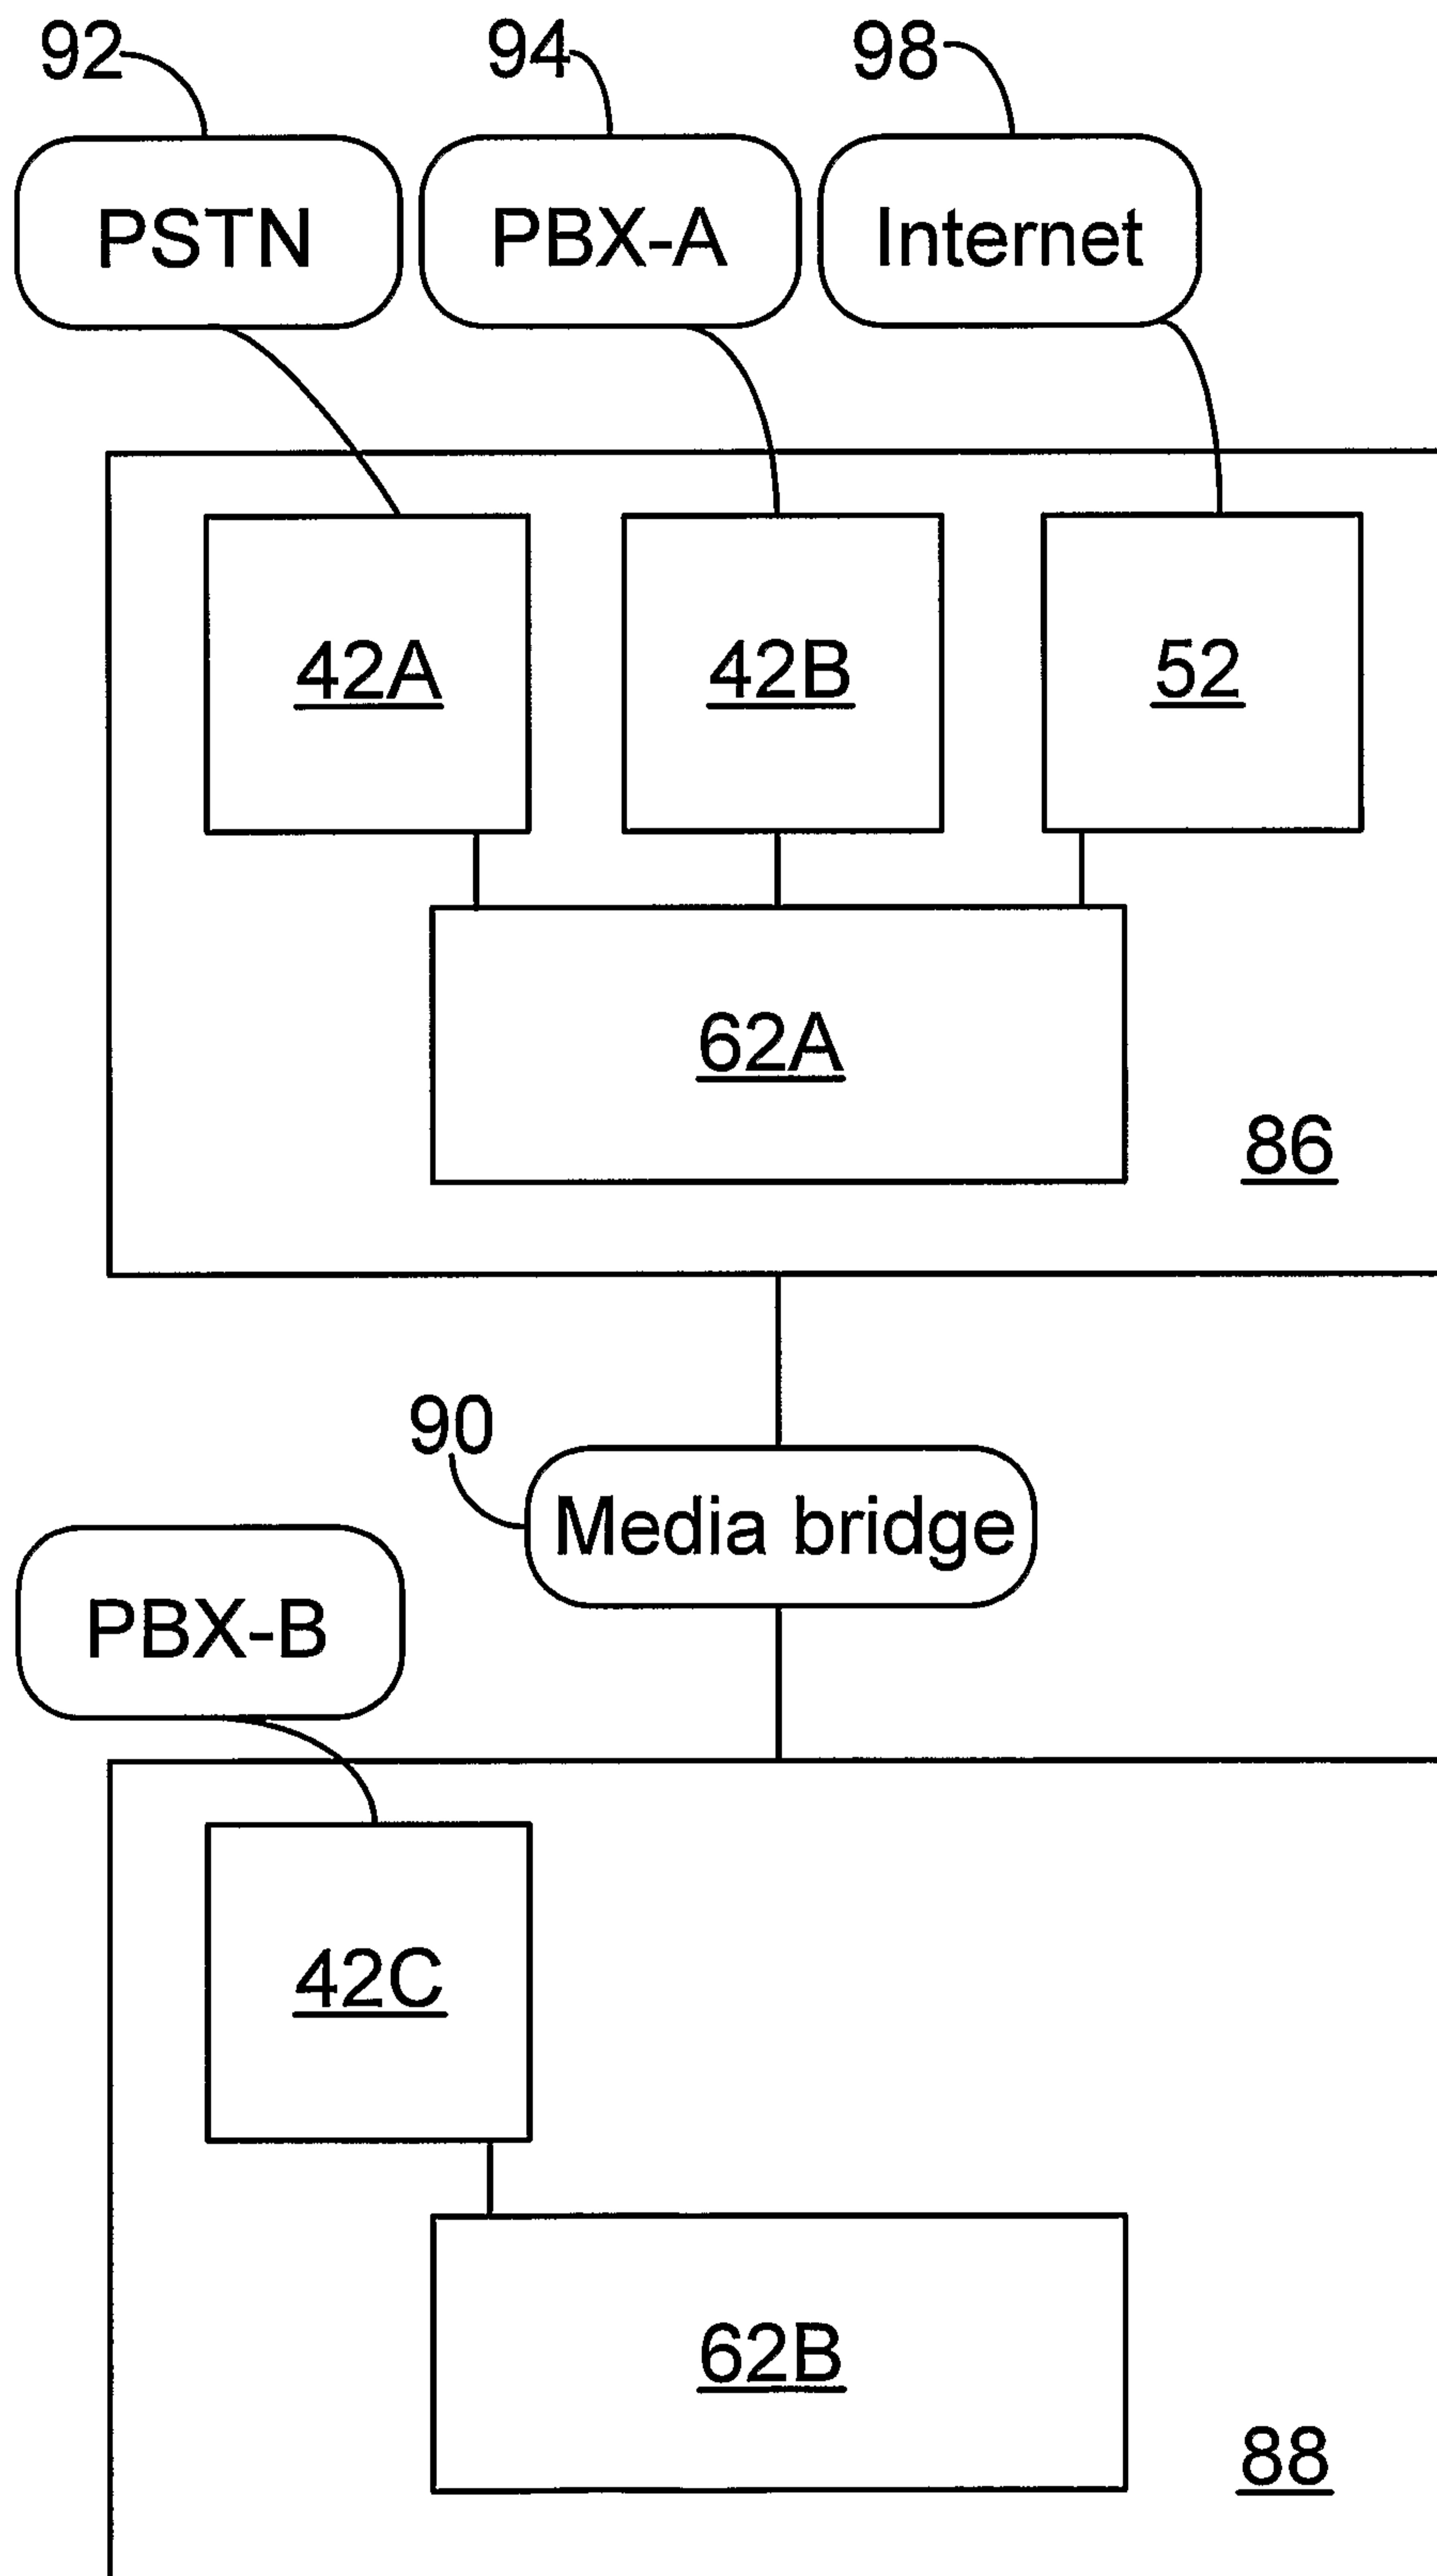 92
94
98
PSTN
PBX-A
Internet
42A
42B
52
62A
86
90
Media bridge
PBX-B
42C
62B
88